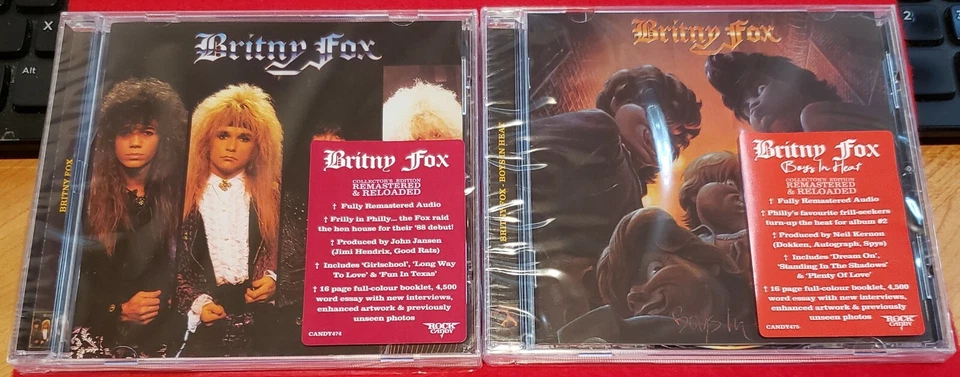 Alt
X
Britny Fox
BRITNY FOX
Britny Fox
COLLECTOR'S EDITION
REMASTERED
& RELOADED
† Fully Remastered Audio
† Frilly in Philly... the Fox raid
the hen house for their '88 debut!
† Produced by John Jansen
(Jimi Hendrix, Good Rats)
† Includes 'Girlschool', 'Long Way
To Love' & 'Fun In Texas'
† 16 page full-colour booklet, 4,500
word essay with new interviews,
enhanced artwork & previously
unseen photos
CANDY474
ROCK
CANDY
2
Britny Fox
BRITNY FOX - BOYS IN HEAT
Britny Fox
Boys In Heat
COLLECTOR'S EDITION
REMASTERED
& RELOADED
† Fully Remastered Audio
† Philly's favourite frill-seekers
turn-up the heat for album #2
† Produced by Neil Kernon
(Dokken, Autograph, Spys)
† Includes 'Dream On',
'Standing In The Shadows'
& 'Plenty Of Love'
† 16 page full-colour booklet, 4,500
word essay with new interviews,
enhanced artwork & previously
unseen photos
CANDY475
ROCK
CANDY
Boys In